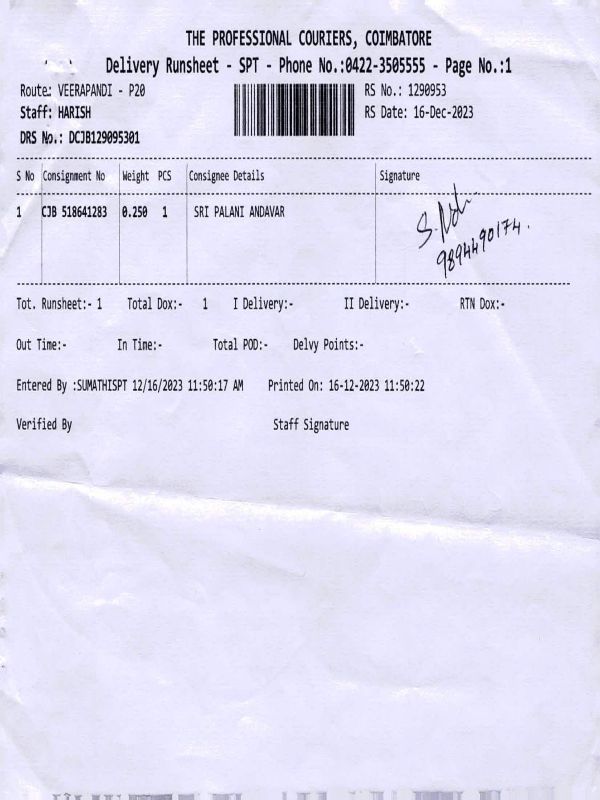 THE PROFESSIONAL COURIERS, COIMBATORE
Delivery Runsheet - SPT - Phone No.:0422-3505555 - Page No.:1
Route: VEERAPANDI - P20 RS No.: 1290953
Staff: HARISH RS Date: 16-Dec-2023
DRS No.: DCJB129095301
S No Consignment No Weight PCS Consignee Details Signature
1 CJB 518641283 0.250 1 SRI PALANI ANDAVAR
9894490174.
Tot. Runsheet:- 1 Total Dox:- 1 I Delivery:- II Delivery:- RTN Dox:-
Out Time:- In Time:- Total POD:- Delvy Points:-
Entered By :SUMATHISPT 12/16/2023 11:50:17 AM Printed On: 16-12-2023 11:50:22
Verified By Staff Signature